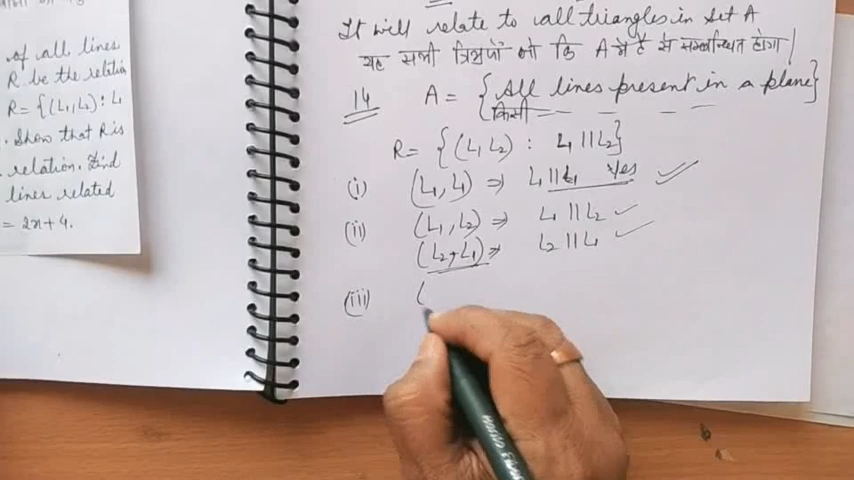 of all lines
R be the relation
R = {(L₁, L₂) : L₁
. Show that R is
relation. Find
lines related
= 2x + 4.
It will relate to all triangles in set A
यह सभी त्रिभुजों जो कि A में है से सम्बन्धित होगा |
14 A = {All lines present in a plane}
किसी
R = {(L₁ L₂) : L₁ || L₂}
(i) (L₁, L₁) ⇒ L₁ || L₁ Yes ✓✓
(ii) (L₁, L₂) ⇒ L₁ || L₂ ✓
(L₂, L₁) ⇒ L₂ || L₁ ✓
(iii) (